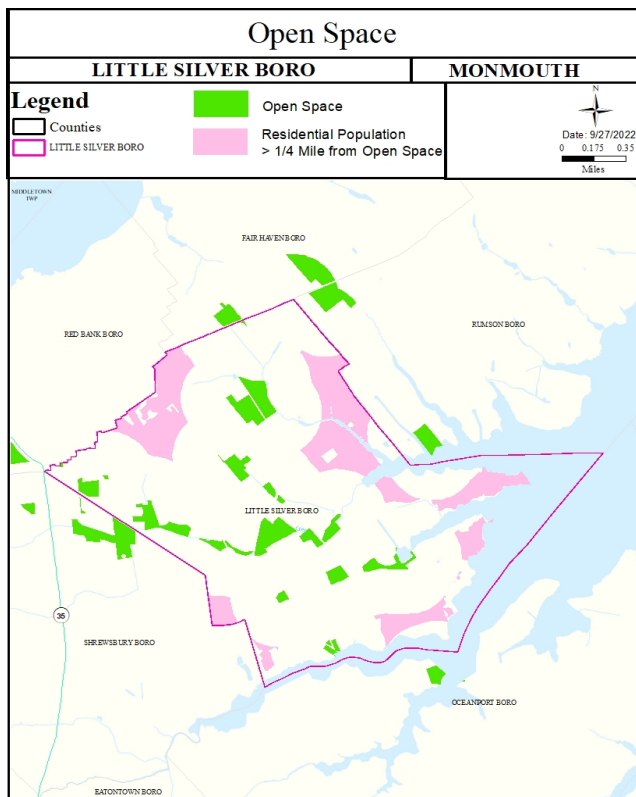 Open Space
LITTLE SILVER BORO
MONMOUTH
Legend
Counties
LITTLE SILVER BORO
Open Space
Residential Population
> 1/4 Mile from Open Space
N
Date: 9/27/2022
0 0.175 0.35
Miles
MIDDLETOWN
TWP
FAIR HAVEN BORO
RUMSON BORO
RED BANK BORO
LITTLE SILVER BORO
35
SHREWSBURY BORO
OCEANPORT BORO
EATONTOWN BORO